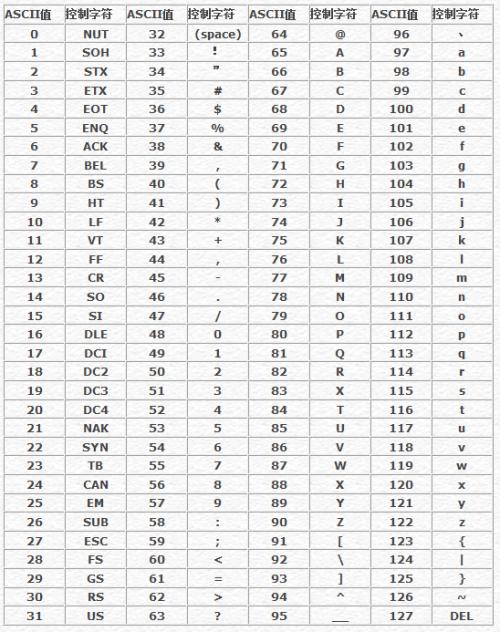 ASCII值 控制字符 ASCII值 控制字符 ASCII值 控制字符 ASCII值 控制字符
0 NUT 32 (space) 64 @ 96 、
1 SOH 33 ! 65 A 97 a
2 STX 34 " 66 B 98 b
3 ETX 35 # 67 C 99 c
4 EOT 36 $ 68 D 100 d
5 ENQ 37 % 69 E 101 e
6 ACK 38 & 70 F 102 f
7 BEL 39 , 71 G 103 g
8 BS 40 ( 72 H 104 h
9 HT 41 ) 73 I 105 i
10 LF 42 * 74 J 106 j
11 VT 43 + 75 K 107 k
12 FF 44 , 76 L 108 l
13 CR 45 - 77 M 109 m
14 SO 46 . 78 N 110 n
15 SI 47 / 79 O 111 o
16 DLE 48 0 80 P 112 p
17 DCI 49 1 81 Q 113 q
18 DC2 50 2 82 R 114 r
19 DC3 51 3 83 X 115 s
20 DC4 52 4 84 T 116 t
21 NAK 53 5 85 U 117 u
22 SYN 54 6 86 V 118 v
23 TB 55 7 87 W 119 w
24 CAN 56 8 88 X 120 x
25 EM 57 9 89 Y 121 y
26 SUB 58 : 90 Z 122 z
27 ESC 59 ; 91 [ 123 {
28 FS 60 < 92 \ 124 |
29 GS 61 = 93 ] 125 }
30 RS 62 > 94 ^ 126 ~
31 US 63 ? 95 __ 127 DEL